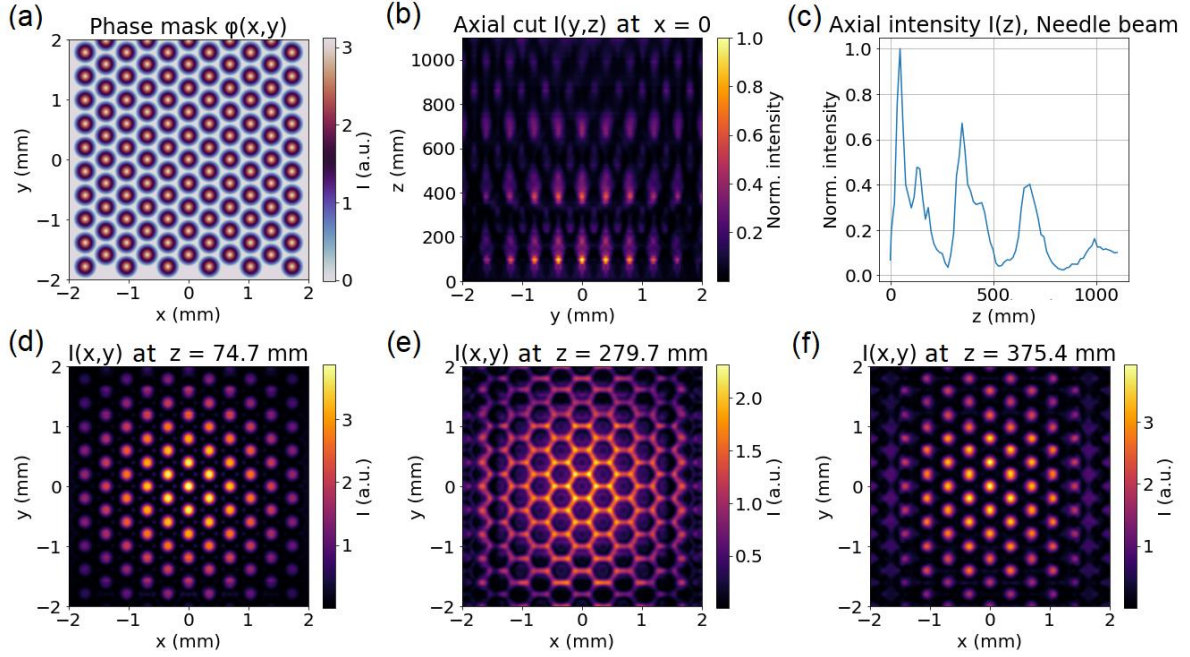 (a)
Phase mask φ(x,y)
2
1
0
−1
−2
y (mm)
−2 −1 0 1 2
x (mm)
3
2
1
0
I (a.u.)
(b)
Axial cut I(y,z) at x = 0
1000
800
600
400
200
0
z (mm)
−2 −1 0 1 2
y (mm)
1.0
0.8
0.6
0.4
0.2
Norm. intensity
(c)
Axial intensity I(z), Needle beam
1.0
0.8
0.6
0.4
0.2
0.0
Norm. intensity
0 500 1000
z (mm)
(d)
I(x,y) at z = 74.7 mm
2
1
0
−1
−2
y (mm)
−2 −1 0 1 2
x (mm)
3
2
1
I (a.u.)
(e)
I(x,y) at z = 279.7 mm
2
1
0
−1
−2
y (mm)
−2 −1 0 1 2
x (mm)
2.0
1.5
1.0
0.5
I (a.u.)
(f)
I(x,y) at z = 375.4 mm
2
1
0
−1
−2
y (mm)
−2 −1 0 1 2
x (mm)
3
2
1
I (a.u.)